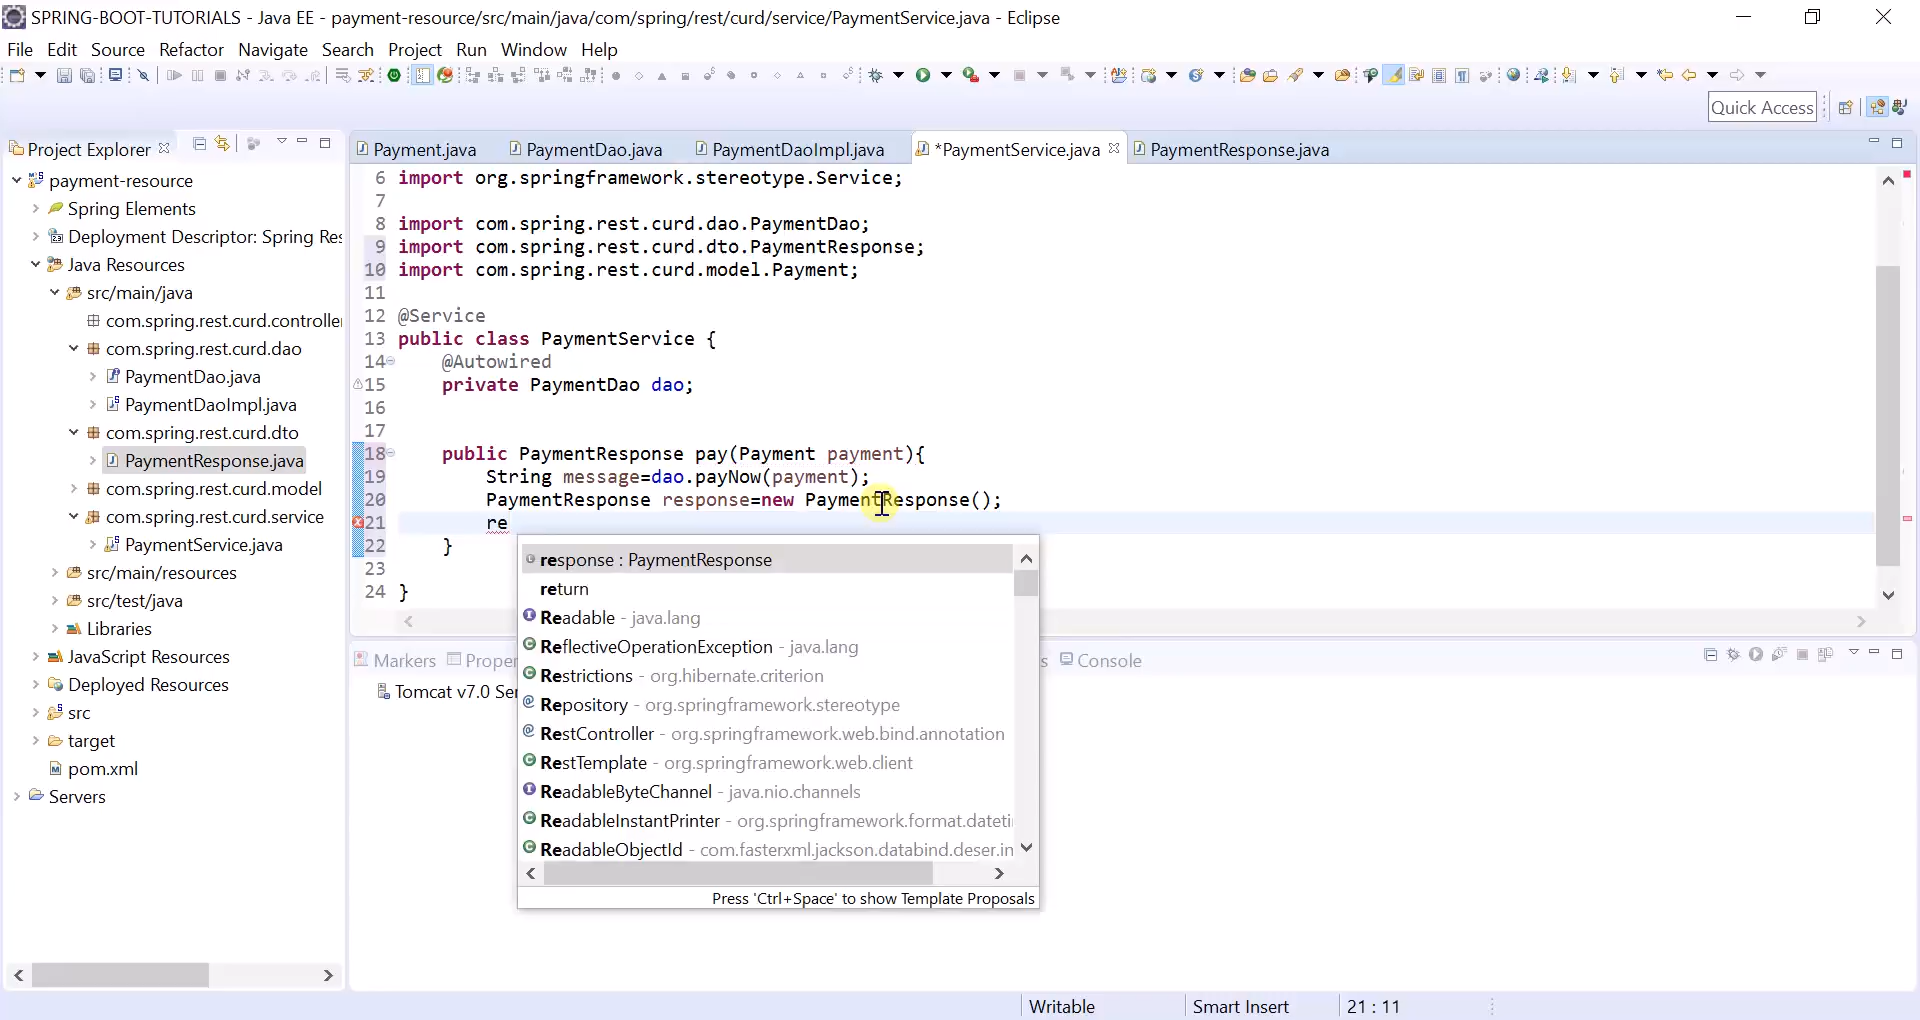 SPRING-BOOT-TUTORIALS - Java EE - payment-resource/src/main/java/com/spring/rest/curd/service/PaymentService.java - Eclipse
File Edit Source Refactor Navigate Search Project Run Window Help
Quick Access
Project Explorer
payment-resource
Spring Elements
Deployment Descriptor: Spring Res
Java Resources
src/main/java
com.spring.rest.curd.controlle
com.spring.rest.curd.dao
PaymentDao.java
PaymentDaoImpl.java
com.spring.rest.curd.dto
PaymentResponse.java
com.spring.rest.curd.model
com.spring.rest.curd.service
PaymentService.java
src/main/resources
src/test/java
Libraries
JavaScript Resources
Deployed Resources
src
target
pom.xml
Servers
Payment.java PaymentDao.java PaymentDaoImpl.java *PaymentService.java PaymentResponse.java
6 import org.springframework.stereotype.Service;
7
8 import com.spring.rest.curd.dao.PaymentDao;
9 import com.spring.rest.curd.dto.PaymentResponse;
10 import com.spring.rest.curd.model.Payment;
11
12 @Service
13 public class PaymentService {
14 @Autowired
15 private PaymentDao dao;
16
17
18 public PaymentResponse pay(Payment payment){
19 String message=dao.payNow(payment);
20 PaymentResponse response=new PaymentResponse();
21 re
22 }
23
24 }
response : PaymentResponse
return
Readable - java.lang
ReflectiveOperationException - java.lang
Restrictions - org.hibernate.criterion
Repository - org.springframework.stereotype
RestController - org.springframework.web.bind.annotation
RestTemplate - org.springframework.web.client
ReadableByteChannel - java.nio.channels
ReadableInstantPrinter - org.springframework.format.dateti
ReadableObjectId - com.fasterxml.jackson.databind.deser.in
Press 'Ctrl+Space' to show Template Proposals
Markers Proper s Console
Tomcat v7.0 Ser
Writable Smart Insert 21 : 11